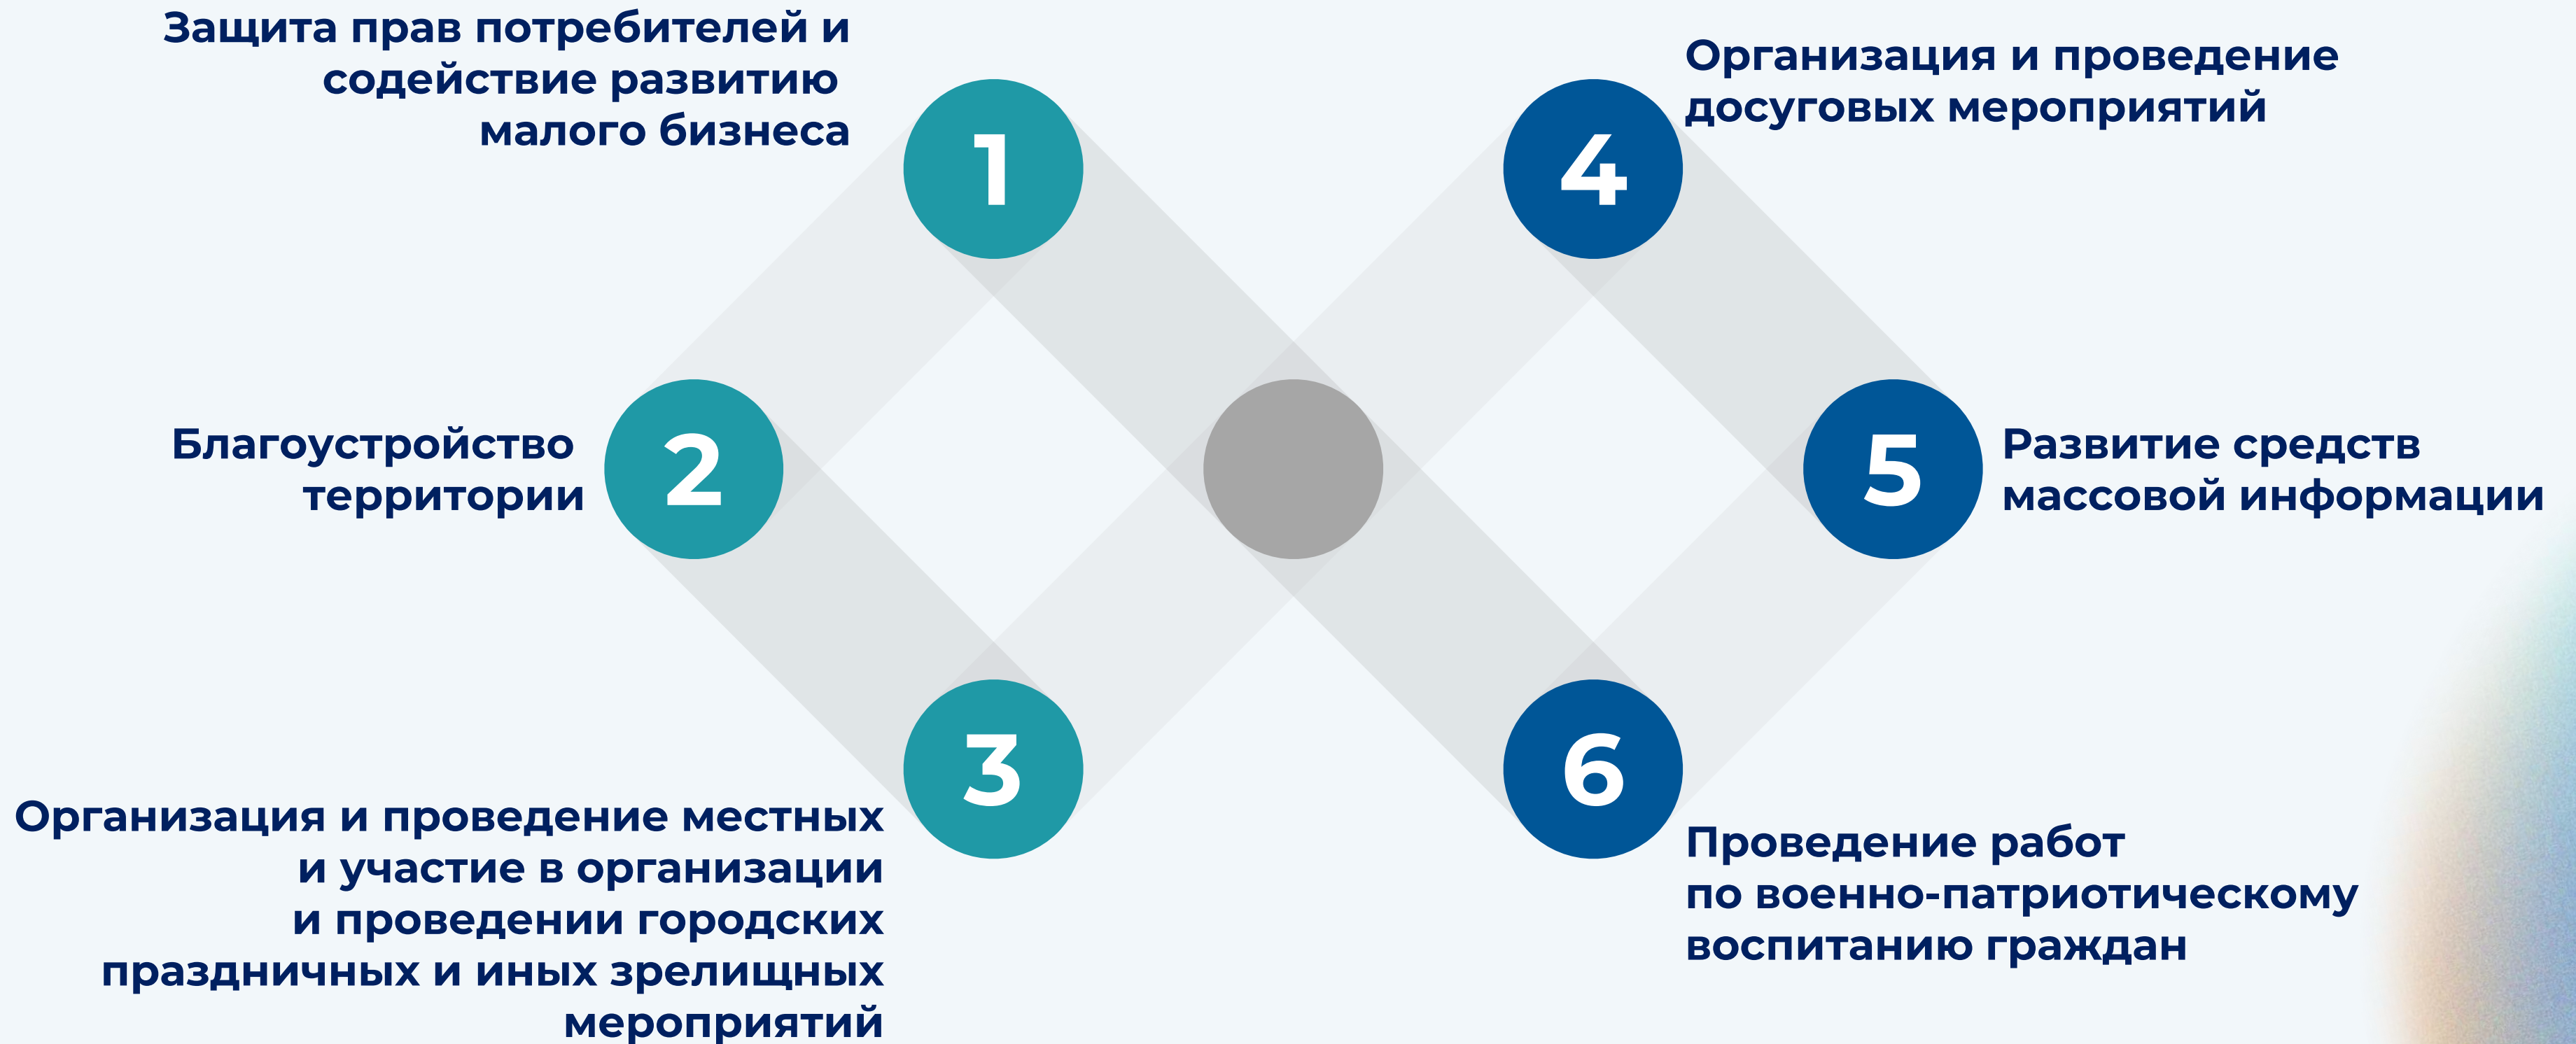 Защита прав потребителей и
содействие развитию
малого бизнеса
1
Благоустройство
территории
2
3
Организация и проведение местных
и участие в организации
и проведении городских
праздничных и иных зрелищных
мероприятий
4
Организация и проведение
досуговых мероприятий
5
Развитие средств
массовой информации
6
Проведение работ
по военно-патриотическому
воспитанию граждан